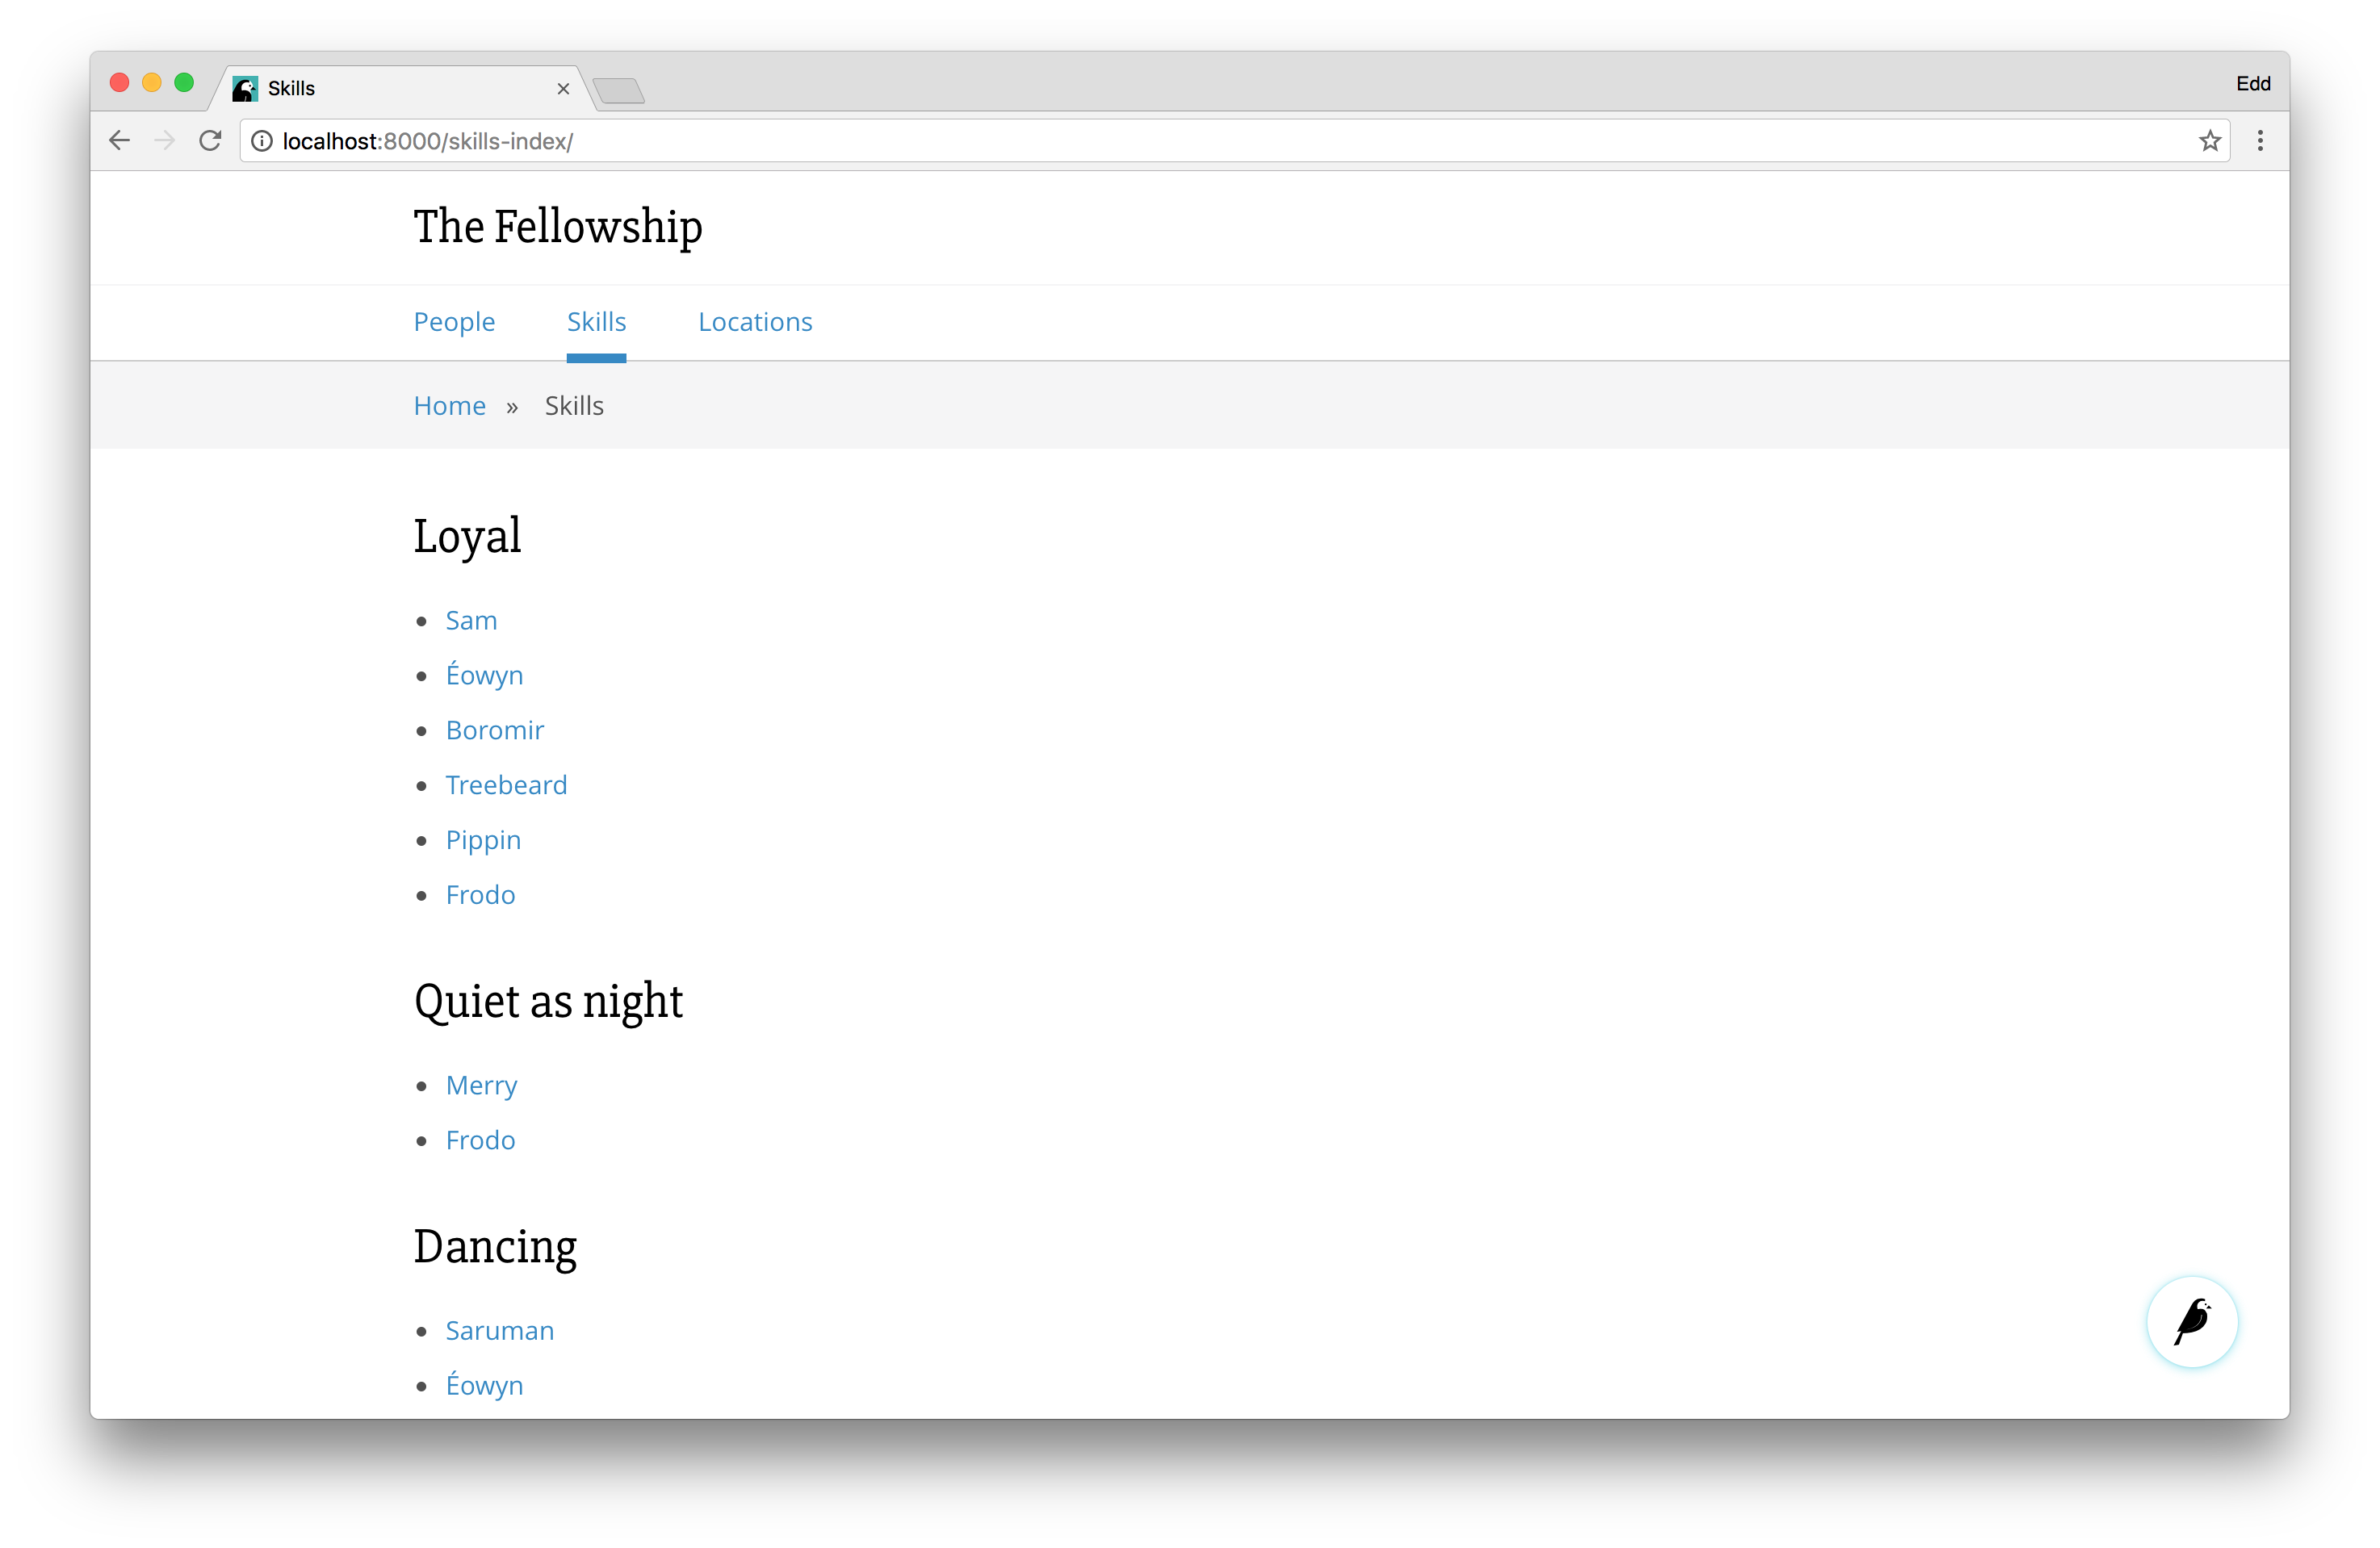 Skills
Edd
localhost:8000/skills-index/
The Fellowship
People Skills Locations
Home » Skills
Loyal
Sam
Éowyn
Boromir
Treebeard
Pippin
Frodo
Quiet as night
Merry
Frodo
Dancing
Saruman
Éowyn